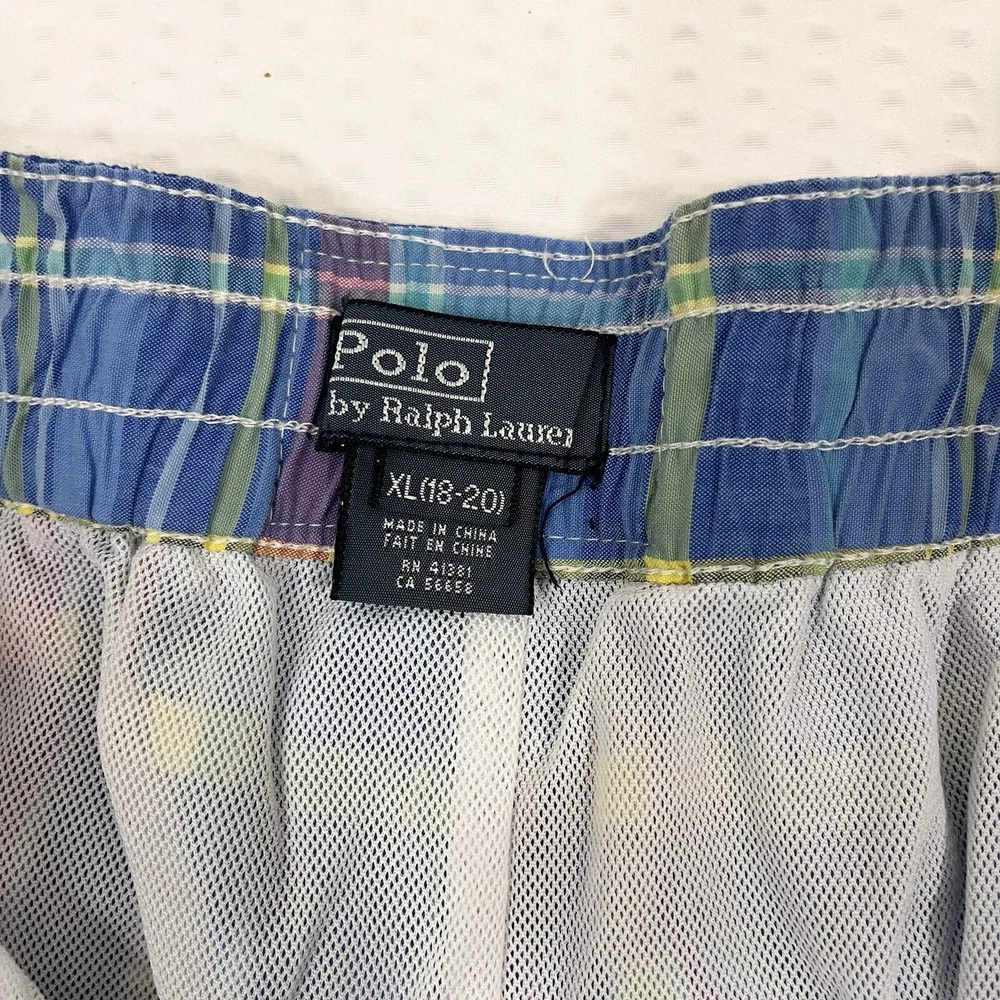 Polo
by Ralph Lauren
XL(18-20)
MADE IN CHINA
FAIT EN CHINE
RN 41381
CA 56658